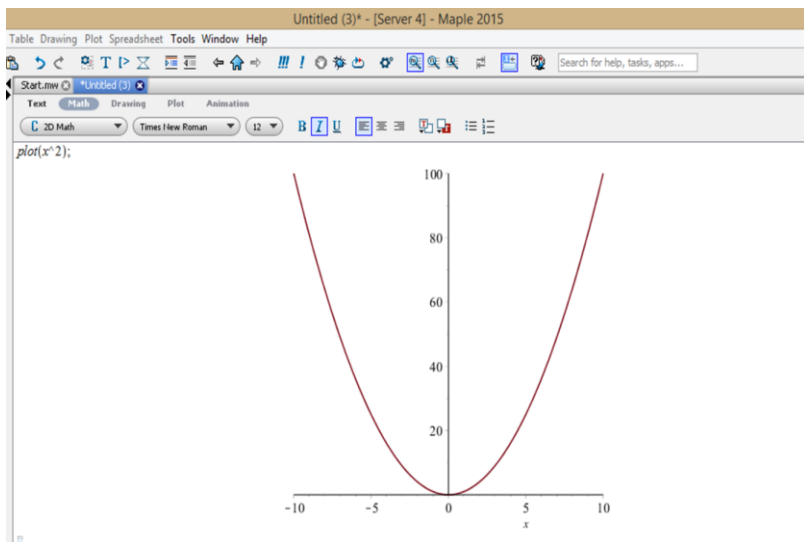 Untitled (3)* - [Server 4] - Maple 2015
Table Drawing Plot Spreadsheet Tools Window Help
Search for help, tasks, apps...
Start.mw *Untitled (3)
Text Math Drawing Plot Animation
C 2D Math Times New Roman 12 B I U
plot(x^2);
100
80
60
40
20
-10 -5 0 5 10
x